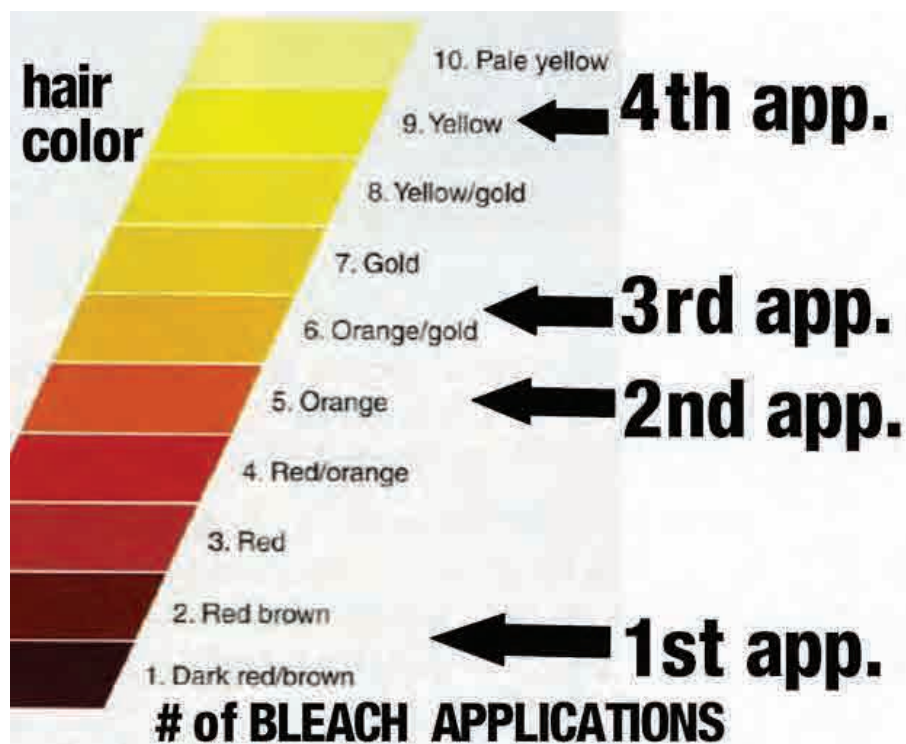 hair
color
10. Pale yellow
9. Yellow
4th app.
8. Yellow/gold
7. Gold
6. Orange/gold
3rd app.
5. Orange
2nd app.
4. Red/orange
3. Red
2. Red brown
1. Dark red/brown
1st app.
# of BLEACH APPLICATIONS